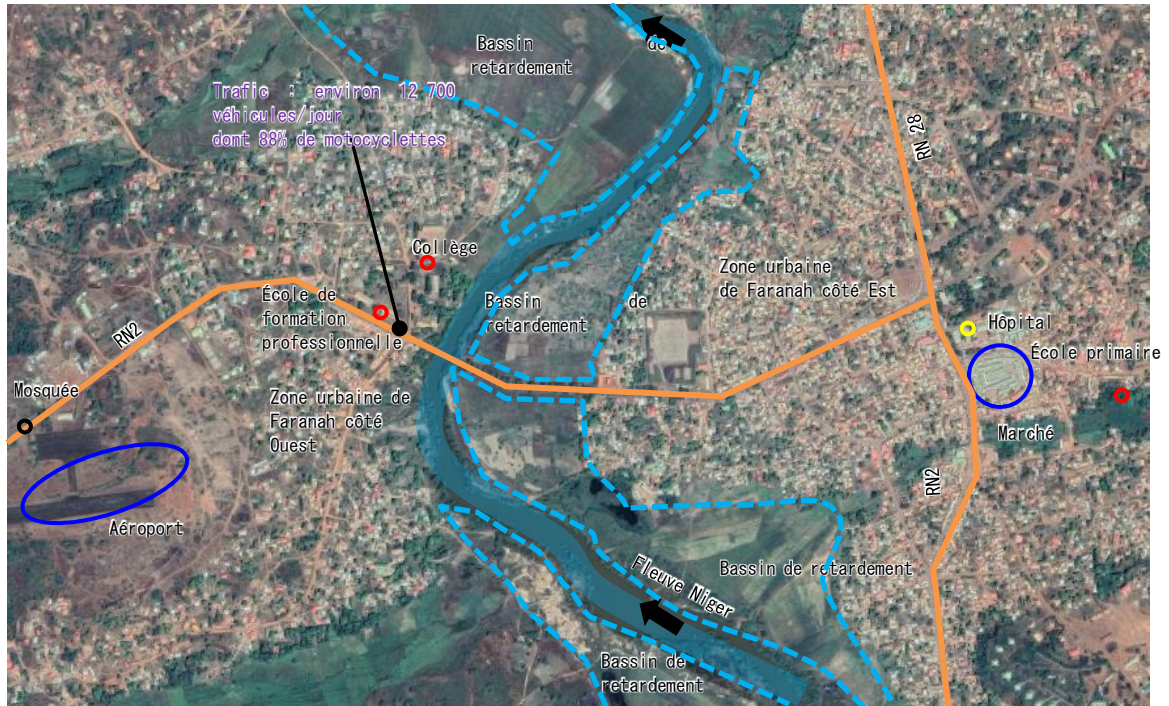 Bassin de
retardement
Trafic : environ 12 700
véhicules/jour
dont 88% de motocyclettes
RN 28
Collège
Zone urbaine
de Faranah côté Est
École de
formation
professionnelle
Bassin de
retardement
RN2
Hôpital
École primaire
Mosquée
Zone urbaine de
Faranah côté
Ouest
Marché
RN2
Aéroport
Fleuve Niger
Bassin de retardement
Bassin de
retardement